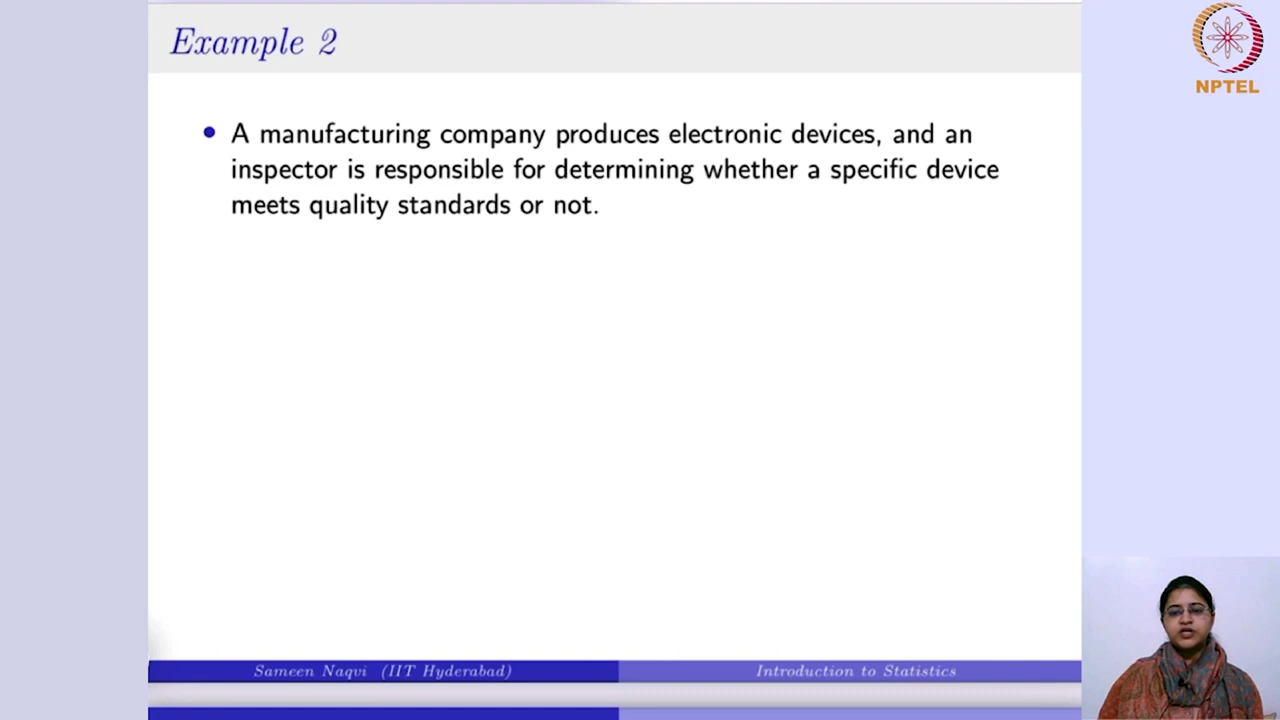 Example 2
NPTEL
• A manufacturing company produces electronic devices, and an
inspector is responsible for determining whether a specific device
meets quality standards or not.
Sameen Naqvi (IIT Hyderabad)
Introduction to Statistics